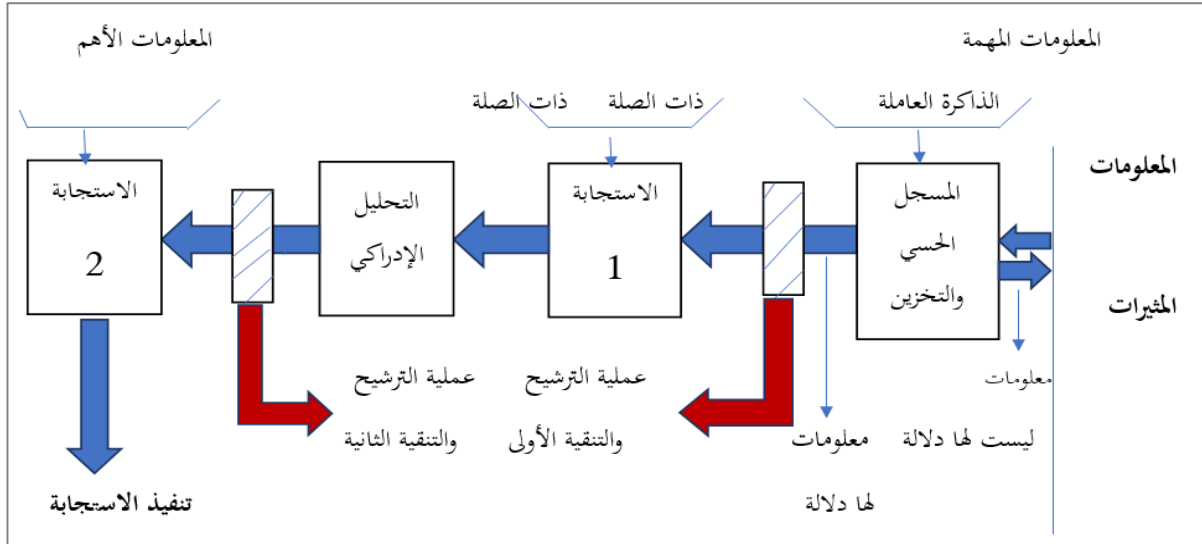 المعلومات المهمة
المعلومات الأهم
الذاكرة العاملة
ذات الصلة
ذات الصلة
المعلومات
المثيرات
المسجل
الحسي
والتخزين
الاستجابة
1
التحليل
الإدراكي
الاستجابة
2
معلومات
ليست لها دلالة
معلومات
لها دلالة
عملية الترشيح
والتنقية الأولى
عملية الترشيح
والتنقية الثانية
تنفيذ الاستجابة